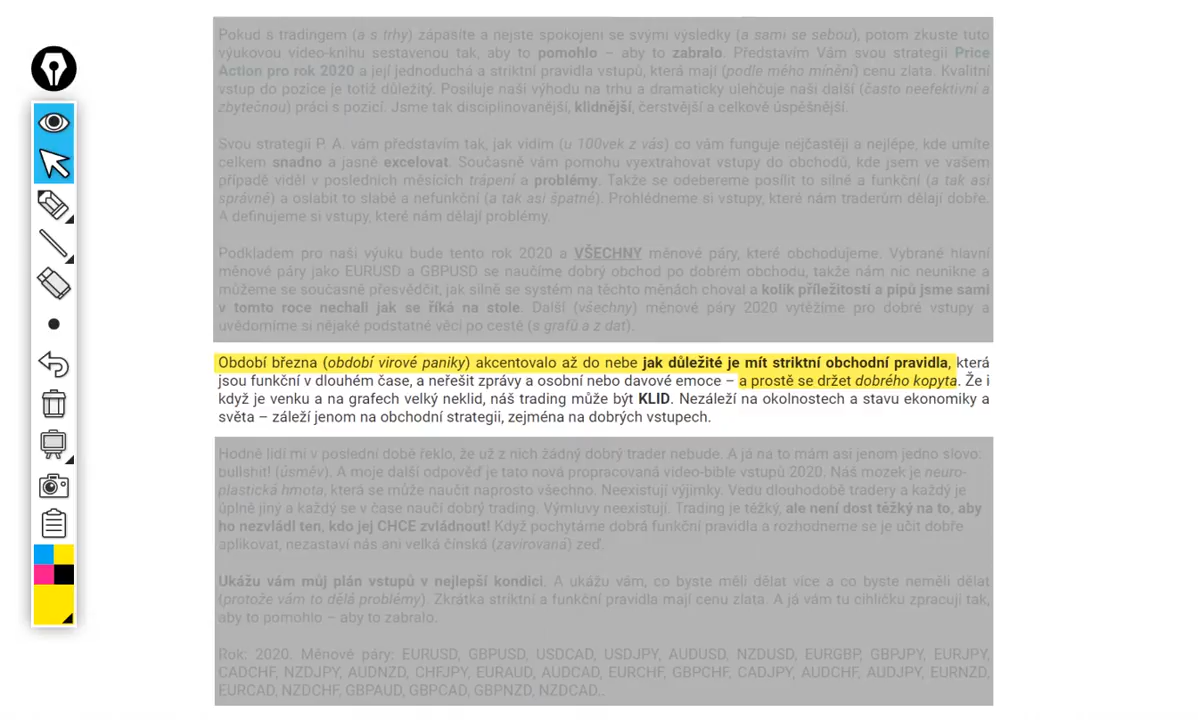 Pokud s tradingem (a s trhy) zápasíte a nejste spokojeni se svými výsledky (a sami se sebou), potom zkuste tuto
výukovou video-knihu sestavenou tak, aby to pomohlo – aby to zabralo. Představím Vám svou strategii Price
Action pro rok 2020 a její jednoduchá a striktní pravidla vstupů, která mají (podle mého mínění) cenu zlata. Kvalitní
vstup do pozice je totiž důležitý. Posiluje naši výhodu na trhu a dramaticky ulehčuje naši další (často neefektivní a
zbytečnou) práci s pozicí. Jsme tak disciplinovanější, klidnější, čerstvější a celkově úspěšnější.
Svou strategii P. A. vám představím tak, jak vidím (u 100vek z vás) co vám funguje nejčastěji a nejlépe, kde umíte
celkem snadno a jasně excelovat. Současně vám pomohu vyextrahovat vstupy do obchodů, kde jsem ve vašem
případě viděl v posledních měsících trápení a problémy. Takže se odebereme posílit to silné a funkční (a tak asi
správné) a oslabit to slabé a nefunkční (a tak asi špatné). Prohlédneme si vstupy, které nám traderům dělají dobře.
A definujeme si vstupy, které nám dělají problémy.
Podkladem pro naši výuku bude tento rok 2020 a VŠECHNY měnové páry, které obchodujeme. Vybrané hlavní
měnové páry jako EURUSD a GBPUSD se naučíme dobrý obchod po dobrém obchodu, takže nám nic neunikne a
můžeme se současně přesvědčit, jak silně se systém na těchto měnách choval a kolik příležitostí a pipů jsme sami
v tomto roce nechali jak se říká na stole. Další (všechny) měnové páry 2020 vytěžíme pro dobré vstupy a
uvědomíme si nějaké podstatné věci po cestě (s grafů a z dat).
Období března (období virové paniky) akcentovalo až do nebe jak důležité je mít striktní obchodní pravidla, která
jsou funkční v dlouhém čase, a neřešit zprávy a osobní nebo davové emoce – a prostě se držet dobrého kopyta. Že i
když je venku a na grafech velký neklid, náš trading může být KLID. Nezáleží na okolnostech a stavu ekonomiky a
světa – záleží jenom na obchodní strategii, zejména na dobrých vstupech.
Hodně lidí mi v poslední době řeklo, že už z nich žádný dobrý trader nebude. A já na to mám asi jenom jedno slovo:
bullshit! (úsměv). A moje další odpověď je tato nová propracovaná video-bible vstupů 2020. Náš mozek je neuro-
plastická hmota, která se může naučit naprosto všechno. Neexistují výjimky. Vedu dlouhodobě tradery a každý je
úplně jiný a každý se v čase naučí dobrý trading. Výmluvy neexistují. Trading je těžký, ale není dost těžký na to, aby
ho nezvládl ten, kdo jej CHCE zvládnout! Když pochytáme dobrá funkční pravidla a rozhodneme se je učit dobře
aplikovat, nezastaví nás ani velká čínská (zavirovaná) zeď.
Ukážu vám můj plán vstupů v nejlepší kondici. A ukážu vám, co byste měli dělat více a co byste neměli dělat
(protože vám to dělá problémy). Zkrátka striktní a funkční pravidla mají cenu zlata. A já vám tu cihličku zpracuji tak,
aby to pomohlo – aby to zabralo.
Rok: 2020. Měnové páry: EURUSD, GBPUSD, USDCAD, USDJPY, AUDUSD, NZDUSD, EURGBP, GBPJPY, EURJPY,
CADCHF, NZDJPY, AUDNZD, CHFJPY, EURAUD, AUDCAD, EURCHF, GBPCHF, CADJPY, AUDCHF, AUDJPY, EURNZD,
EURCAD, NZDCHF, GBPAUD, GBPCAD, GBPNZD, NZDCAD...